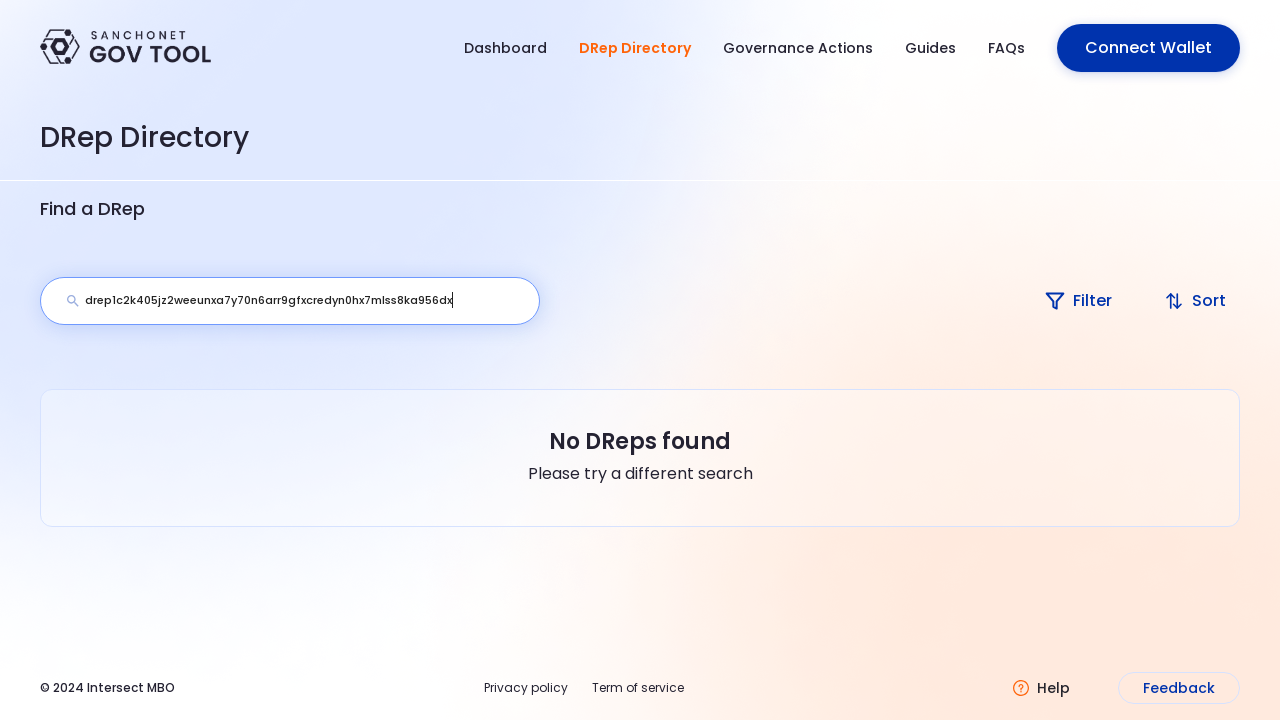 SANCHONET
GOV TOOL
Dashboard
DRep Directory
Governance Actions
Guides
FAQs
Connect Wallet
DRep Directory
Find a DRep
drep1c2k405jz2weeunxa7y70n6arr9gfxcredyn0hx7mlss8ka956dx
Filter
Sort
No DReps found
Please try a different search
© 2024 Intersect MBO
Privacy policy
Term of service
Help
Feedback